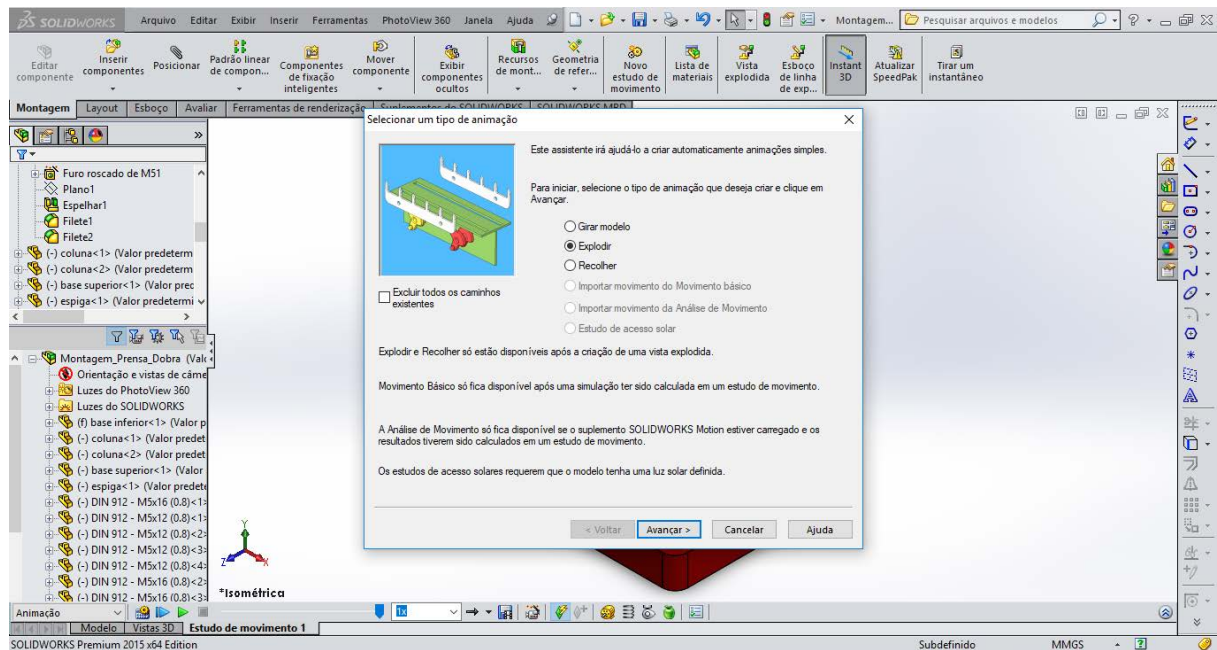 SOLIDWORKS Arquivo Editar Exibir Inserir Ferramentas PhotoView 360 Janela Ajuda Montagem... Pesquisar arquivos e modelos
Editar componente
Inserir componentes
Posicionar
Padrão linear de compon...
Componentes de fixação inteligentes
Mover componente
Exibir componentes ocultos
Recursos de mont...
Geometria de refer...
Novo estudo de movimento
Lista de materiais
Vista explodida
Esboço de linha de exp...
Instant 3D
Atualizar SpeedPak
Tirar um instantâneo
Montagem Layout Esboço Avaliar Ferramentas de renderização Suplementos do SOLIDWORKS SOLIDWORKS MBD
Furo roscado de M51
Plano1
Espelhar1
Filete1
Filete2
(-) coluna<1> (Valor predeterm
(-) coluna<2> (Valor predeterm
(-) base superior<1> (Valor prec
(-) espiga<1> (Valor predetermi
Montagem_Prensa_Dobra (Valo
Orientação e vistas de câme
Luzes do PhotoView 360
Luzes do SOLIDWORKS
(f) base inferior<1> (Valor p
(-) coluna<1> (Valor predet
(-) coluna<2> (Valor predet
(-) base superior<1> (Valor
(-) espiga<1> (Valor predete
(-) DIN 912 - M5x16 (0.8)<1>
(-) DIN 912 - M5x12 (0.8)<1>
(-) DIN 912 - M5x12 (0.8)<2>
(-) DIN 912 - M5x12 (0.8)<3>
(-) DIN 912 - M5x12 (0.8)<4>
(-) DIN 912 - M5x16 (0.8)<2>
(-) DIN 912 - M5x16 (0.8)<3>
Selecionar um tipo de animação
Este assistente irá ajudá-lo a criar automaticamente animações simples.
Para iniciar, selecione o tipo de animação que deseja criar e clique em
Avançar.
Girar modelo
Explodir
Recolher
Importar movimento do Movimento básico
Importar movimento da Análise de Movimento
Estudo de acesso solar
Excluir todos os caminhos
existentes
Explodir e Recolher só estão disponíveis após a criação de uma vista explodida.
Movimento Básico só fica disponível após uma simulação ter sido calculada em um estudo de movimento.
A Análise de Movimento só fica disponível se o suplemento SOLIDWORKS Motion estiver carregado e os
resultados tiverem sido calculados em um estudo de movimento.
Os estudos de acesso solares requerem que o modelo tenha uma luz solar definida.
< Voltar Avançar > Cancelar Ajuda
Y
Z X
*Isométrica
Animação 1x
Modelo Vistas 3D Estudo de movimento 1
SOLIDWORKS Premium 2015 x64 Edition Subdefinido MMGS